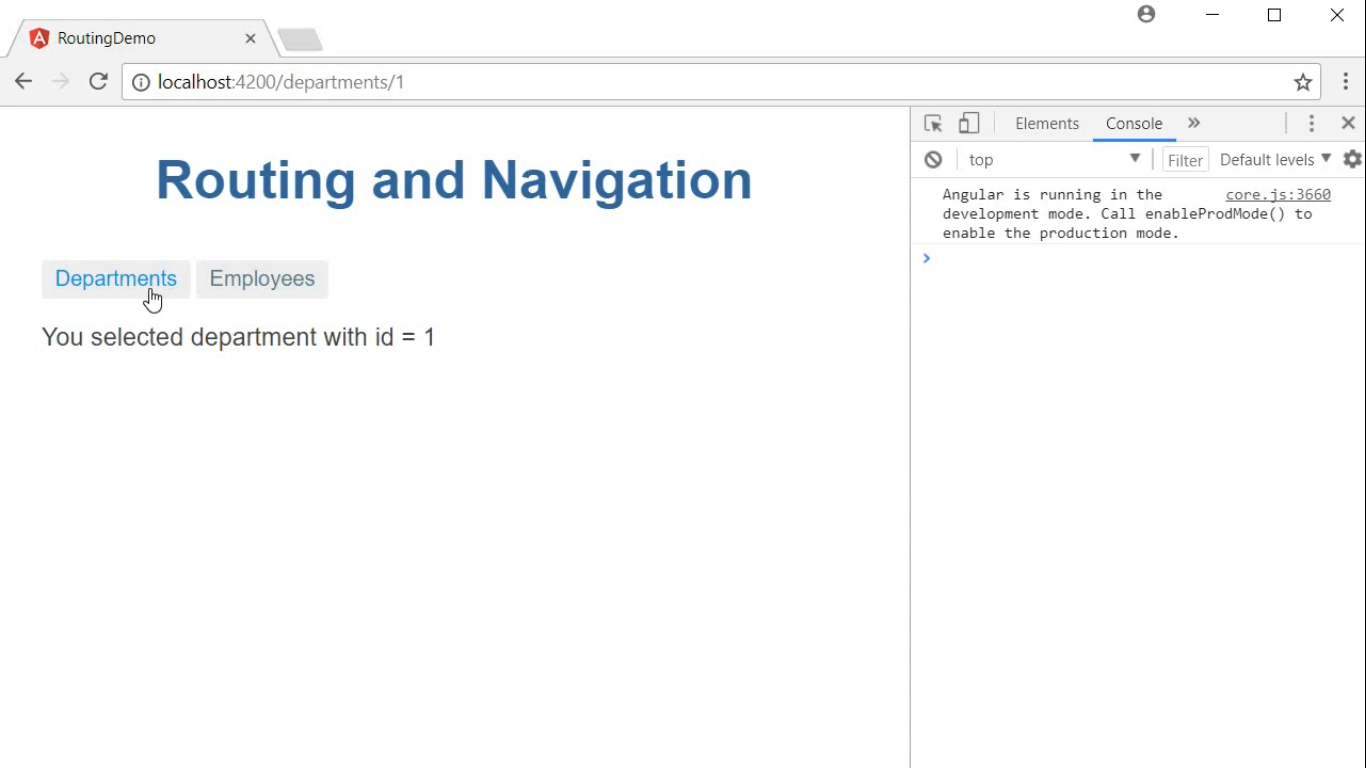 RoutingDemo
localhost:4200/departments/1
Routing and Navigation
Departments Employees
You selected department with id = 1
Elements Console »
top Filter Default levels
Angular is running in the core.js:3660
development mode. Call enableProdMode() to
enable the production mode.